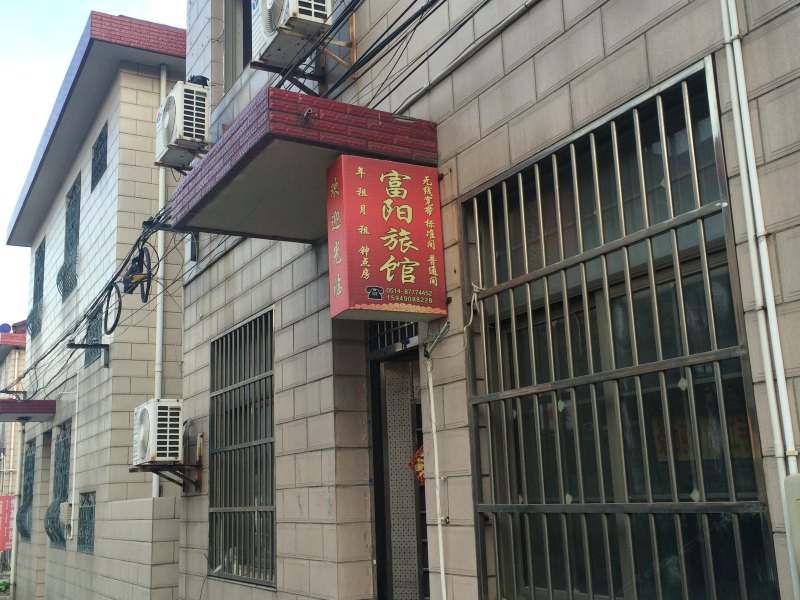 无线宽带 标准间 普通间
富阳旅馆
年租 月租 钟点房
0514-87774452
15949088228
欢迎光临